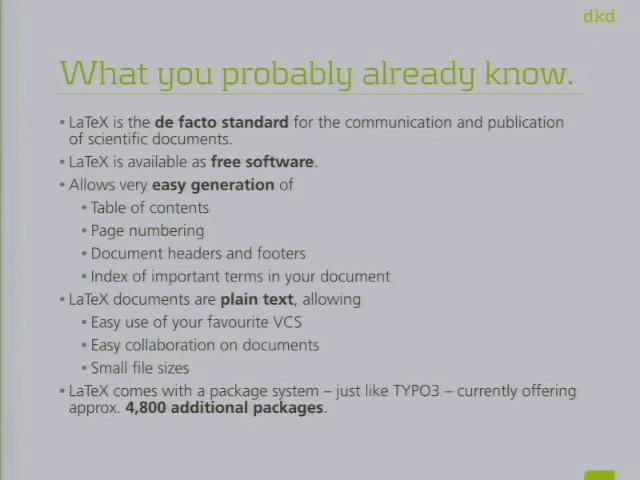 dkd
What you probably already know.
• LaTeX is the de facto standard for the communication and publication
of scientific documents.
• LaTeX is available as free software.
• Allows very easy generation of
• Table of contents
• Page numbering
• Document headers and footers
• Index of important terms in your document
• LaTeX documents are plain text, allowing
• Easy use of your favourite VCS
• Easy collaboration on documents
• Small file sizes
• LaTeX comes with a package system – just like TYPO3 – currently offering
approx. 4,800 additional packages.